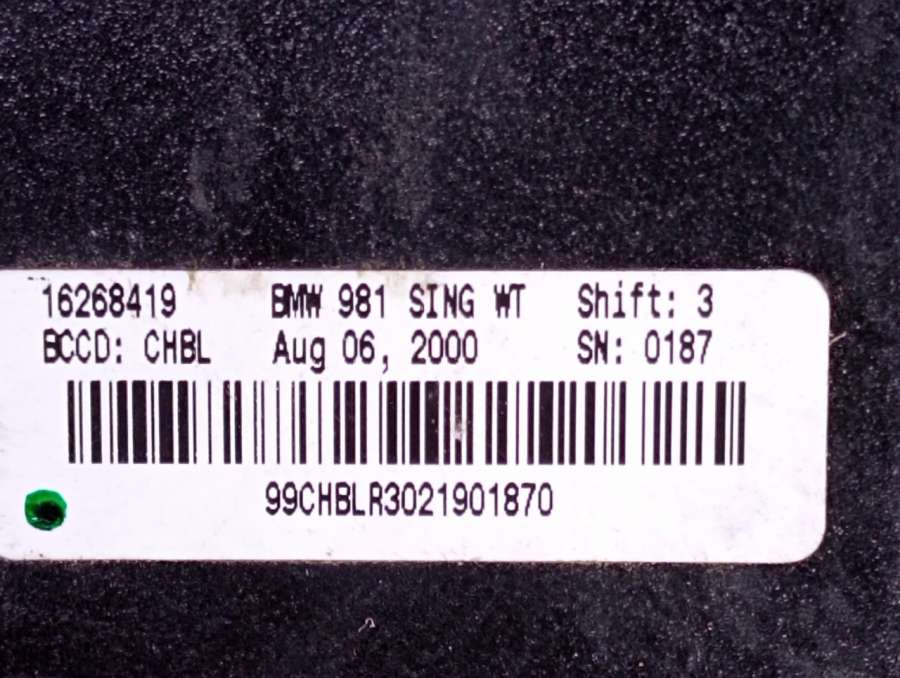 16268419 BMW 981 SING WT Shift: 3
BCCD: CHBL Aug 06, 2000 SN: 0187
99CHBLR3021901870